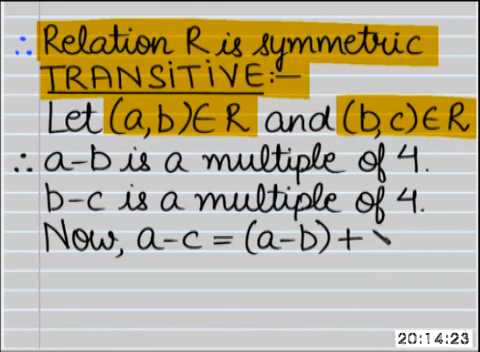 ∴ Relation R is symmetric
TRANSITIVE:-
Let (a,b)∈R and (b,c)∈R
∴ a-b is a multiple of 4.
b-c is a multiple of 4.
Now, a-c = (a-b)+
20:14:23